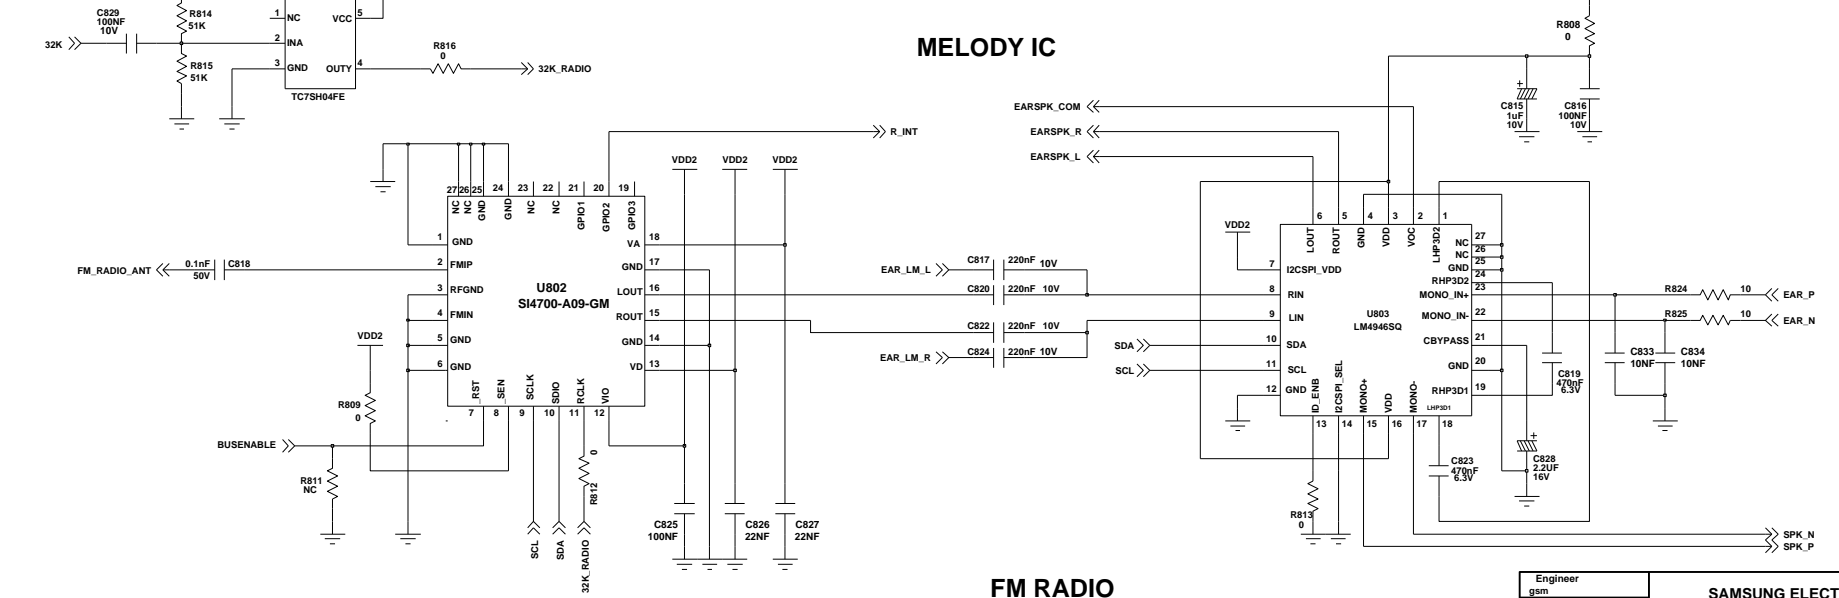 C829
100NF
10V
R814
51K
1
NC
VCC
5
32K
2
INA
R815
51K
3
GND
OUTY
4
TC7SH04FE
R816
0
32K_RADIO
MELODY IC
R808
0
C815
1uF
10V
C816
100NF
10V
EARSPK_COM
EARSPK_R
EARSPK_L
R_INT
VDD2
VDD2
VDD2
27 26 25 24 23 22 21 20 19
NC
NC
GND
GND
NC
NC
GPIO1
GPIO2
GPIO3
1
GND
2
FMIP
3
RFGND
4
FMIN
5
GND
6
GND
U802
SI4700-A09-GM
VA
18
GND
17
LOUT
16
ROUT
15
GND
14
VD
13
_RST
_SEN
SCLK
SDIO
RCLK
VIO
7 8 9 10 11 12
FM_RADIO_ANT
0.1nF
50V
C818
VDD2
R809
0
BUSENABLE
R811
NC
0
R812
SCL
SDA
32K_RADIO
C825
100NF
C826
22NF
C827
22NF
EAR_LM_L
C817
220nF 10V
C820
220nF 10V
C822
220nF 10V
EAR_LM_R
C824
220nF 10V
VDD2
6 5 4 3 2 1
LOUT
ROUT
GND
VDD
VOC
LHP3D2
7
I2CSPI_VDD
8
RIN
9
LIN
SDA
10
SDA
SCL
11
SCL
12
GND
U803
LM4946SQ
NC
27
NC
26
GND
25
RHP3D2
24
MONO_IN+
23
MONO_IN-
22
CBYPASS
21
GND
20
RHP3D1
19
ID_ENB
I2CSPI_SEL
MONO+
VDD
MONO-
LHP3D1
13 14 15 16 17 18
R824
10
EAR_P
R825
10
EAR_N
C833
10NF
C834
10NF
C819
470nF
6.3V
C823
470nF
6.3V
C828
2.2UF
16V
R813
0
SPK_N
SPK_P
FM RADIO
Engineer
gsm
SAMSUNG ELECT